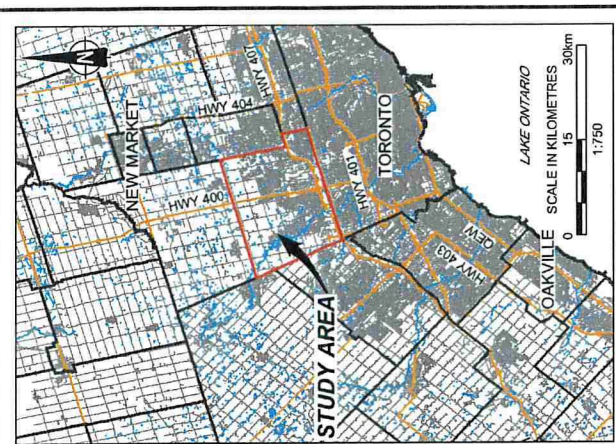 N
NEW MARKET
HWY 404
HWY 407
HWY 400
HWY 401
TORONTO
STUDY AREA
HWY 403
QEW
OAKVILLE
LAKE ONTARIO
SCALE IN KILOMETRES
0 15 30km
1:750